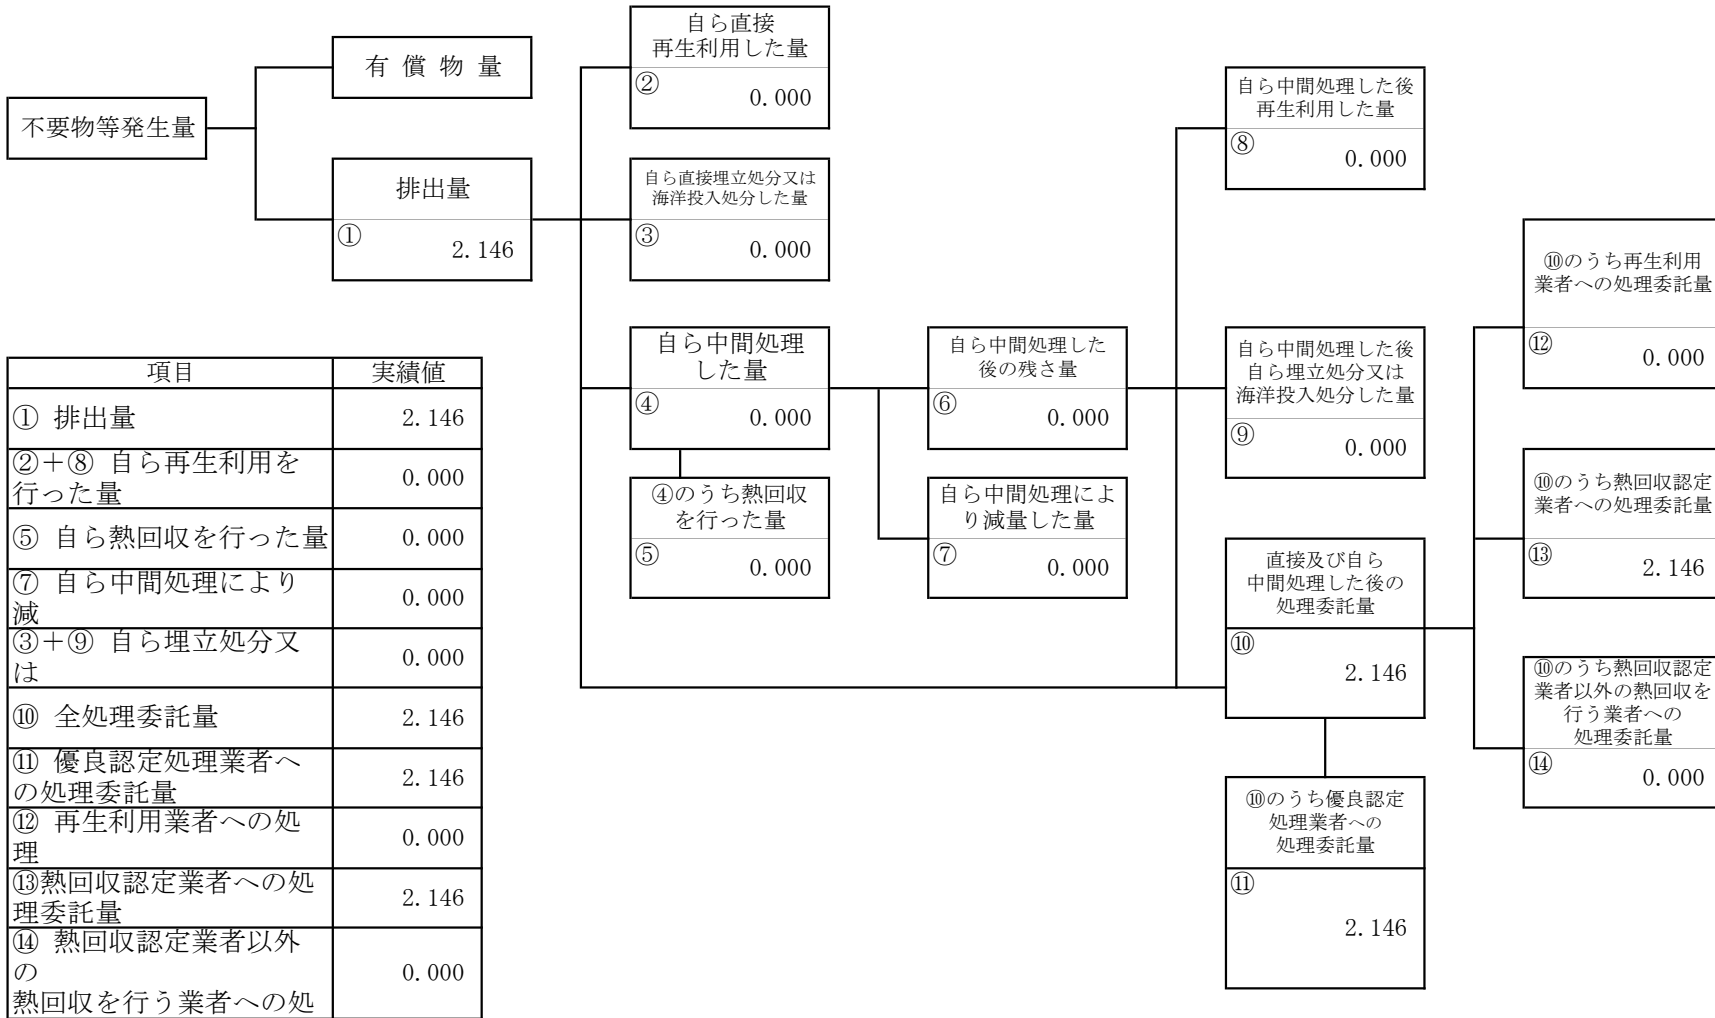 不要物等発生量
有 償 物 量
排出量
①
2.146
自ら直接
再生利用した量
②
0.000
自ら直接埋立処分又は
海洋投入処分した量
③
0.000
自ら中間処理
した量
④
0.000
④のうち熱回収
を行った量
⑤
0.000
自ら中間処理した
後の残さ量
⑥
0.000
自ら中間処理によ
り減量した量
⑦
0.000
自ら中間処理した後
再生利用した量
⑧
0.000
自ら中間処理した後
自ら埋立処分又は
海洋投入処分した量
⑨
0.000
直接及び自ら
中間処理した後の
処理委託量
⑩
2.146
⑩のうち優良認定
処理業者への
処理委託量
⑪
2.146
⑩のうち再生利用
業者への処理委託量
⑫
0.000
⑩のうち熱回収認定
業者への処理委託量
⑬
2.146
⑩のうち熱回収認定
業者以外の熱回収を
行う業者への
処理委託量
⑭
0.000
項目 実績値
① 排出量 2.146
②＋⑧ 自ら再生利用を
行った量 0.000
⑤ 自ら熱回収を行った量 0.000
⑦ 自ら中間処理により
減 0.000
③＋⑨ 自ら埋立処分又
は 0.000
⑩ 全処理委託量 2.146
⑪ 優良認定処理業者へ
の処理委託量 2.146
⑫ 再生利用業者への処
理 0.000
⑬熱回収認定業者への処
理委託量 2.146
⑭ 熱回収認定業者以外
の 0.000
熱回収を行う業者への処